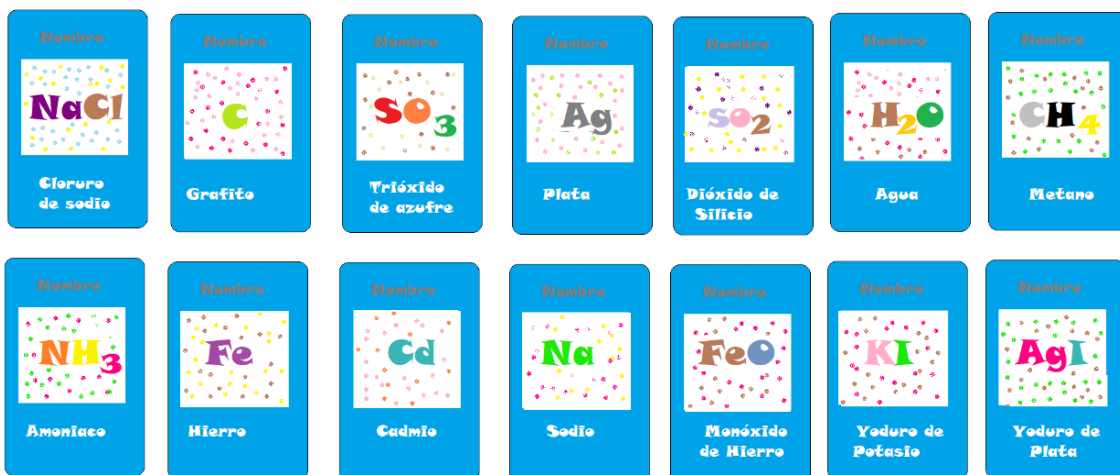 Nombre
NaCl
Cloruro
de sodio
Nombre
C
Grafito
Nombre
SO3
Trióxido
de azufre
Nombre
Ag
Plata
Nombre
SO2
Dióxido de
Silicio
Nombre
H2O
Agua
Nombre
CH4
Metano
Nombre
NH3
Amoniaco
Nombre
Fe
Hierro
Nombre
Cd
Cadmio
Nombre
Na
Sodio
Nombre
FeO
Monóxido
de Hierro
Nombre
KI
Yoduro de
Potasio
Nombre
AgI
Yoduro de
Plata